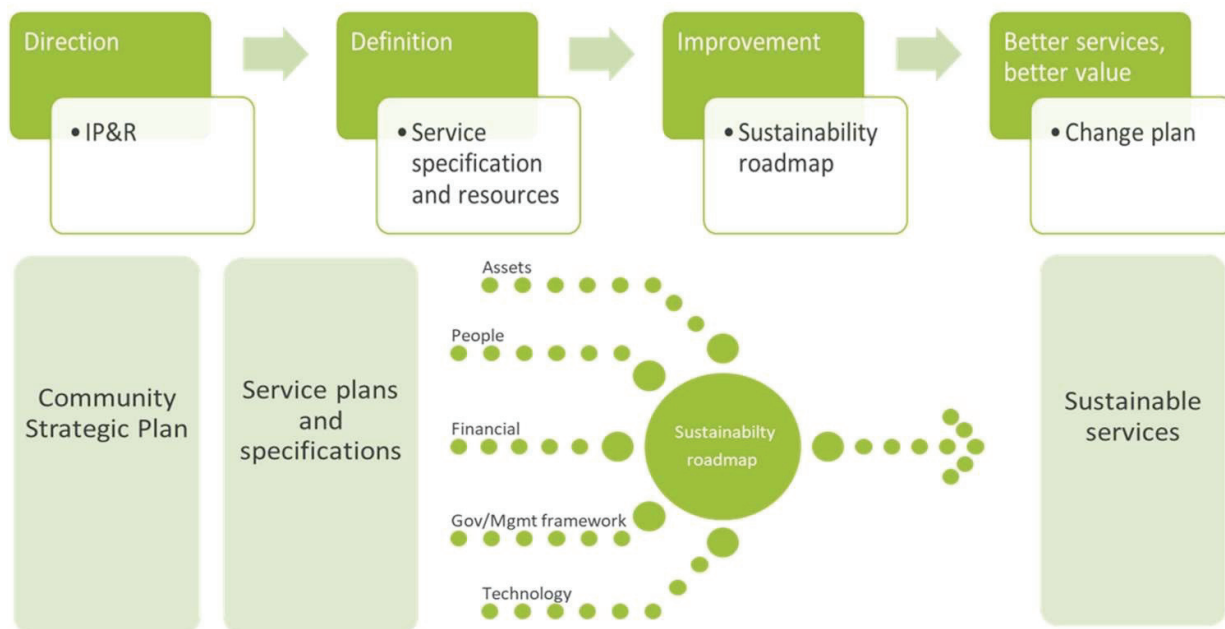 Direction
• IP&R
Definition
• Service
specification
and resources
Improvement
• Sustainability
roadmap
Better services,
better value
• Change plan
Community
Strategic Plan
Service plans
and
specifications
Assets
People
Financial
Gov/Mgmt framework
Technology
Sustainabilty
roadmap
Sustainable
services